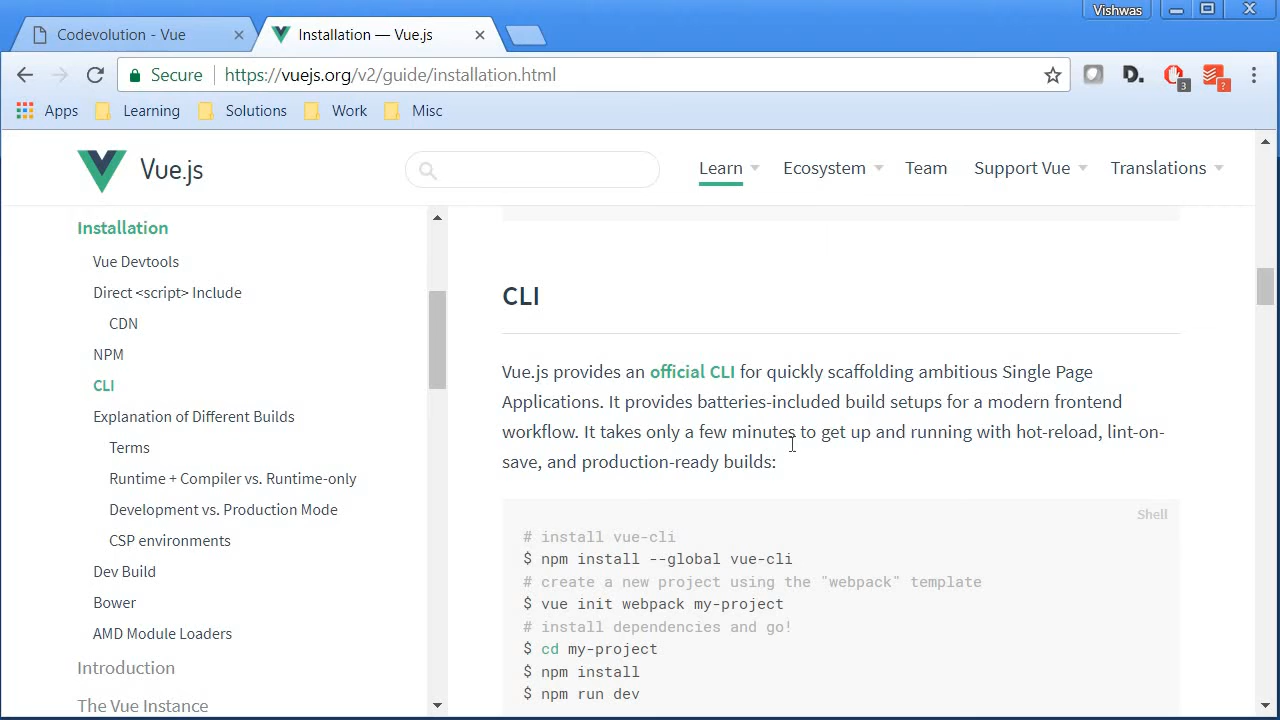 Vishwas
Codevolution - Vue
Installation — Vue.js
Secure
https://vuejs.org/v2/guide/installation.html
D.
3
?
Apps
Learning
Solutions
Work
Misc
Vue.js
Learn
Ecosystem
Team
Support Vue
Translations
Installation
Vue Devtools
Direct <script> Include
CDN
NPM
CLI
Explanation of Different Builds
Terms
Runtime + Compiler vs. Runtime-only
Development vs. Production Mode
CSP environments
Dev Build
Bower
AMD Module Loaders
Introduction
The Vue Instance
CLI
Vue.js provides an official CLI for quickly scaffolding ambitious Single Page
Applications. It provides batteries-included build setups for a modern frontend
workflow. It takes only a few minutes to get up and running with hot-reload, lint-on-
save, and production-ready builds:
Shell
# install vue-cli
$ npm install --global vue-cli
# create a new project using the "webpack" template
$ vue init webpack my-project
# install dependencies and go!
$ cd my-project
$ npm install
$ npm run dev